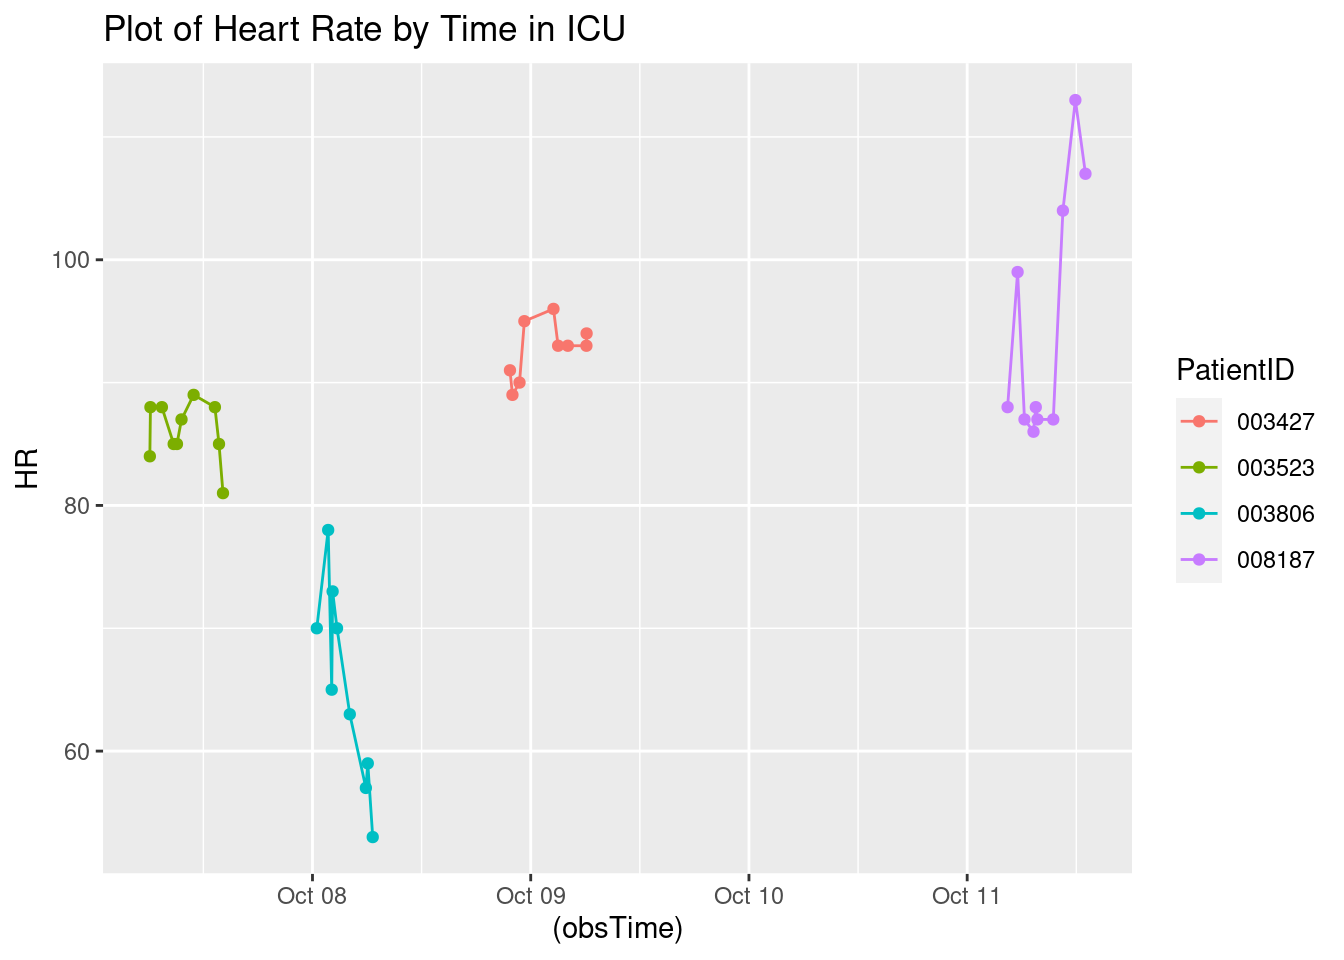 Plot of Heart Rate by Time in ICU
HR
100
80
60
Oct 08
Oct 09
Oct 10
Oct 11
(obsTime)
PatientID
003427
003523
003806
008187